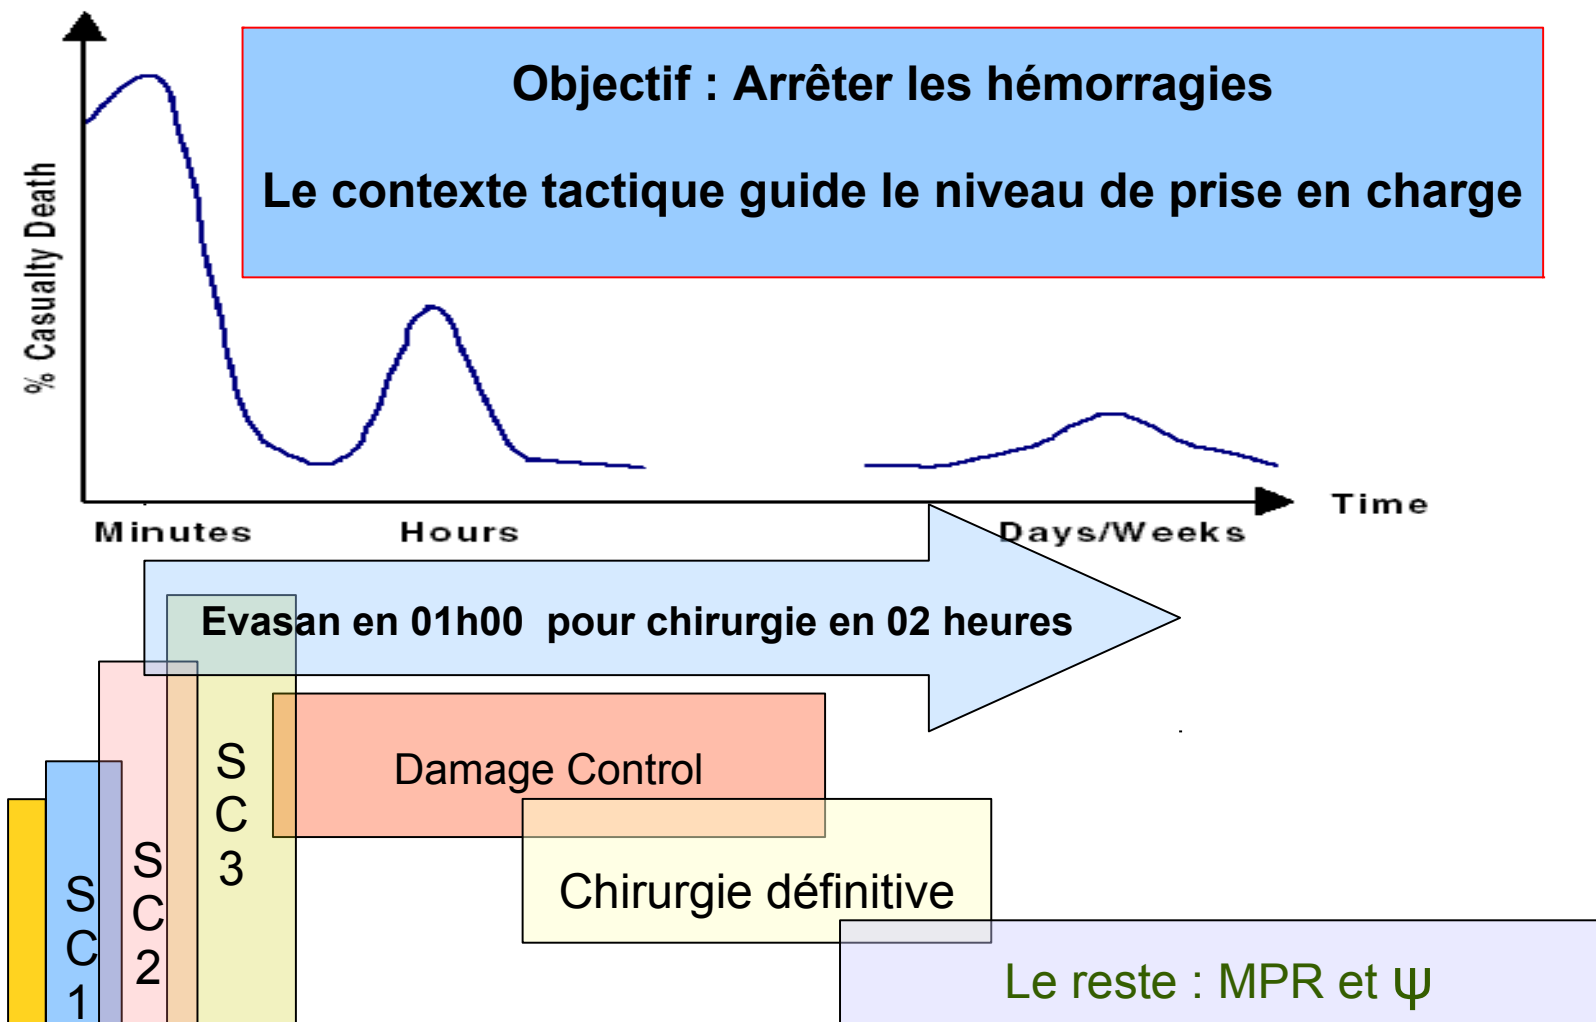 Objectif : Arrêter les hémorragies
Le contexte tactique guide le niveau de prise en charge
% Casualty Death
Time
Minutes
Hours
Days/Weeks
Evasan en 01h00 pour chirurgie en 02 heures
S
C
3
Damage Control
S
C
2
Chirurgie définitive
S
C
1
Le reste : MPR et ψ